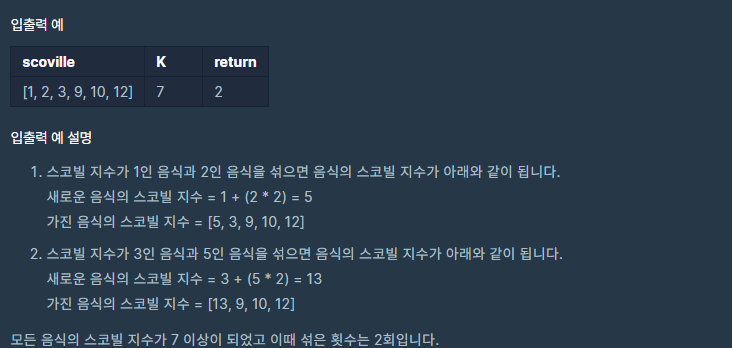 입출력 예
scoville K return
[1, 2, 3, 9, 10, 12] 7 2
입출력 예 설명
1. 스코빌 지수가 1인 음식과 2인 음식을 섞으면 음식의 스코빌 지수가 아래와 같이 됩니다.
새로운 음식의 스코빌 지수 = 1 + (2 * 2) = 5
가진 음식의 스코빌 지수 = [5, 3, 9, 10, 12]
2. 스코빌 지수가 3인 음식과 5인 음식을 섞으면 음식의 스코빌 지수가 아래와 같이 됩니다.
새로운 음식의 스코빌 지수 = 3 + (5 * 2) = 13
가진 음식의 스코빌 지수 = [13, 9, 10, 12]
모든 음식의 스코빌 지수가 7 이상이 되었고 이때 섞은 횟수는 2회입니다.